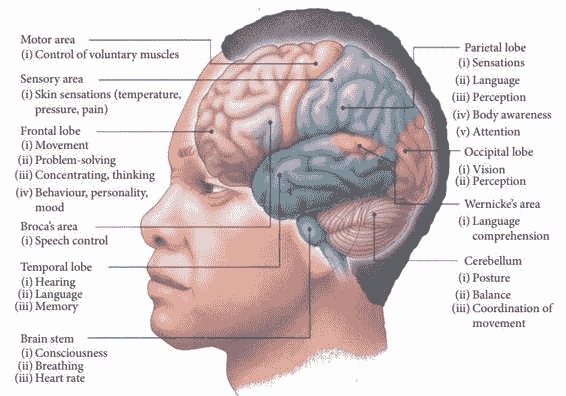 Motor area
(i) Control of voluntary muscles
Sensory area
(i) Skin sensations (temperature,
pressure, pain)
Frontal lobe
(i) Movement
(ii) Problem-solving
(iii) Concentrating, thinking
(iv) Behaviour, personality,
mood
Broca's area
(i) Speech control
Temporal lobe
(i) Hearing
(ii) Language
(iii) Memory
Brain stem
(i) Consciousness
(ii) Breathing
(iii) Heart rate
Parietal lobe
(i) Sensations
(ii) Language
(iii) Perception
(iv) Body awareness
(v) Attention
Occipital lobe
(i) Vision
(ii) Perception
Wernicke's area
(i) Language
comprehension
Cerebellum
(i) Posture
(ii) Balance
(iii) Coordination of
movement